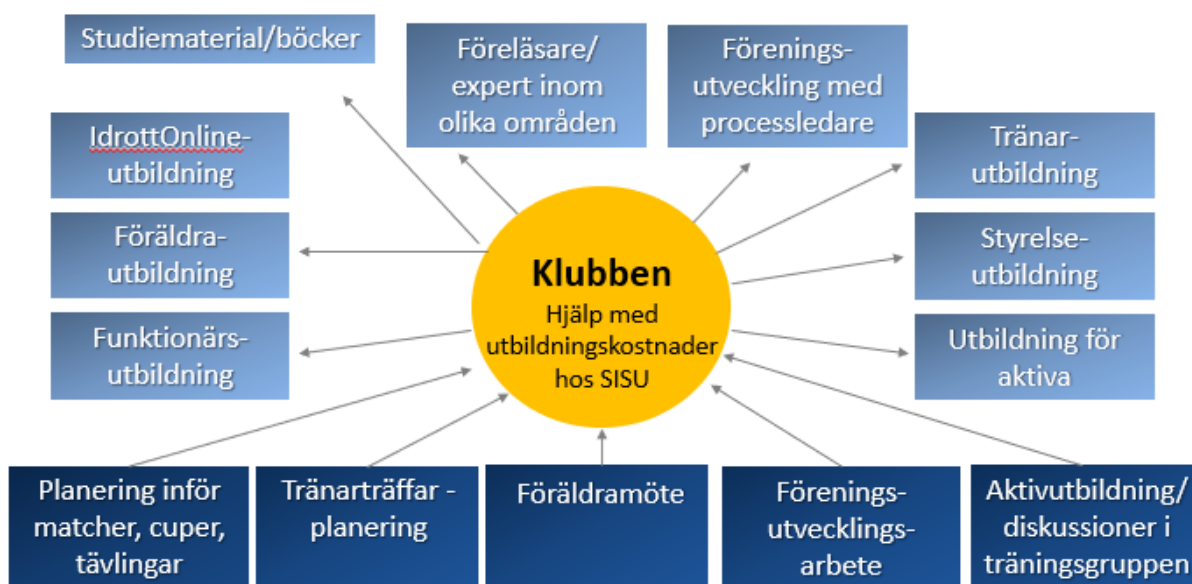 Studiematerial/böcker
Föreläsare/
expert inom
olika områden
Förenings-
utveckling med
processledare
IdrottOnline-
utbildning
Tränar-
utbildning
Föräldra-
utbildning
Styrelse-
utbildning
Funktionärs-
utbildning
Utbildning för
aktiva
Klubben
Hjälp med
utbildningskostnader
hos SISU
Planering inför
matcher, cuper,
tävlingar
Tränarträffar -
planering
Föräldramöte
Förenings-
utvecklings-
arbete
Aktivutbildning/
diskussioner i
träningsgruppen